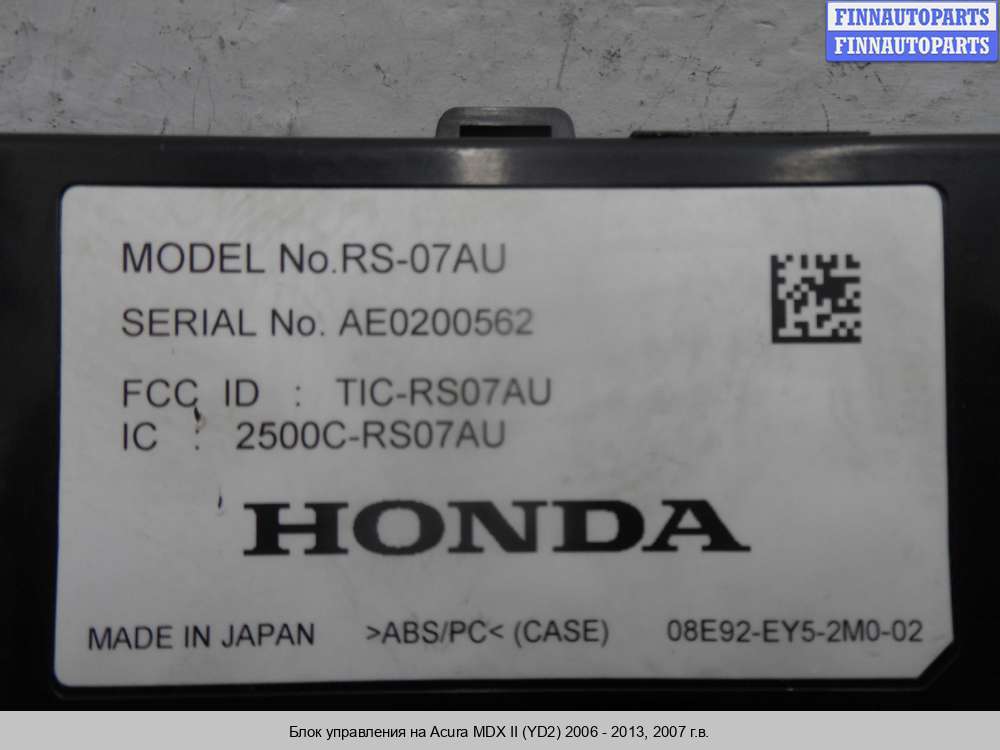 FINNAUTOPARTS
FINNAUTOPARTS
MODEL No.RS-07AU
SERIAL No. AE0200562
FCC ID : TIC-RS07AU
IC : 2500C-RS07AU
HONDA
MADE IN JAPAN >ABS/PC< (CASE) 08E92-EY5-2M0-02
Блок управления на Acura MDX II (YD2) 2006 - 2013, 2007 г.в.